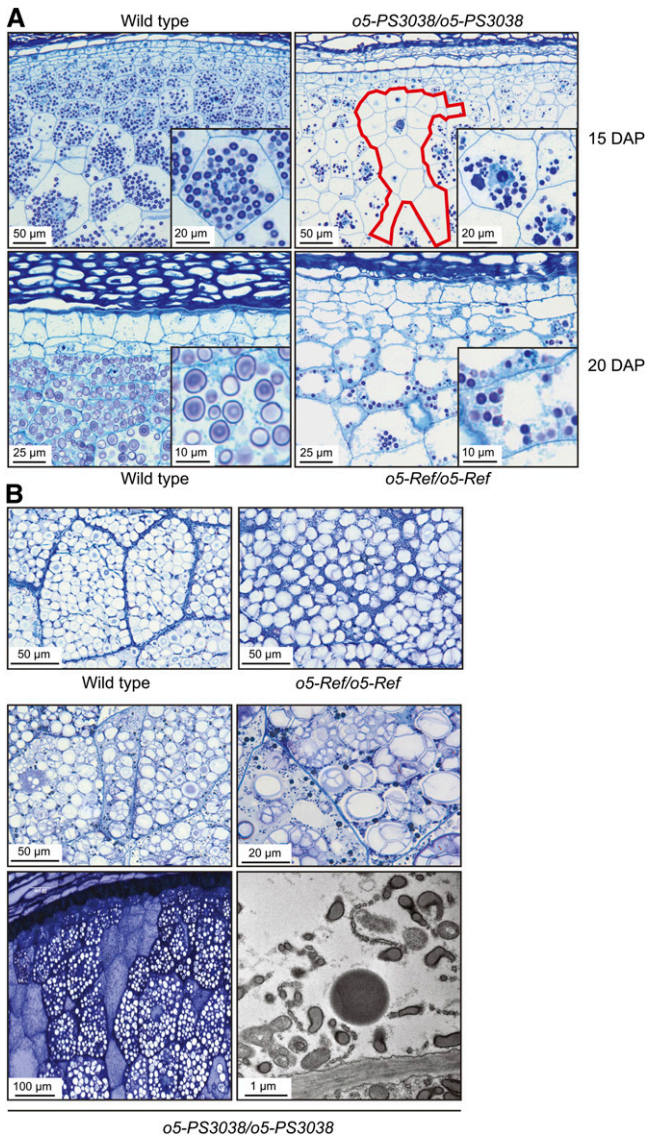 A
Wild type
o5-PS3038/o5-PS3038
50 µm
20 µm
50 µm
20 µm
15 DAP
25 µm
10 µm
25 µm
10 µm
20 DAP
Wild type
o5-Ref/o5-Ref
B
50 µm
50 µm
Wild type
o5-Ref/o5-Ref
50 µm
20 µm
100 µm
1 µm
o5-PS3038/o5-PS3038